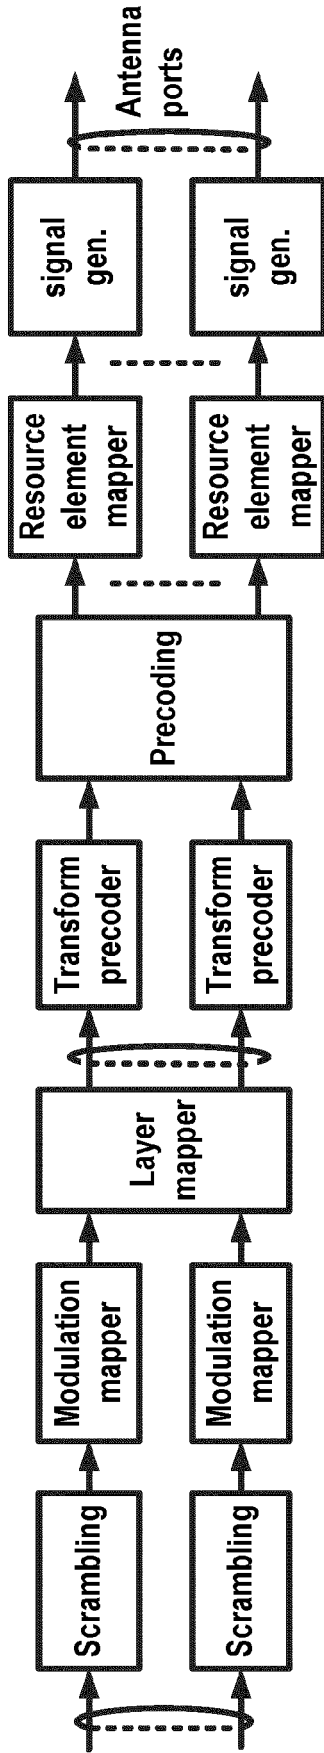 Scrambling
Scrambling
Modulation
mapper
Modulation
mapper
Layer
mapper
Transform
precoder
Transform
precoder
Precoding
Resource
element
mapper
Resource
element
mapper
signal
gen.
signal
gen.
Antenna
ports